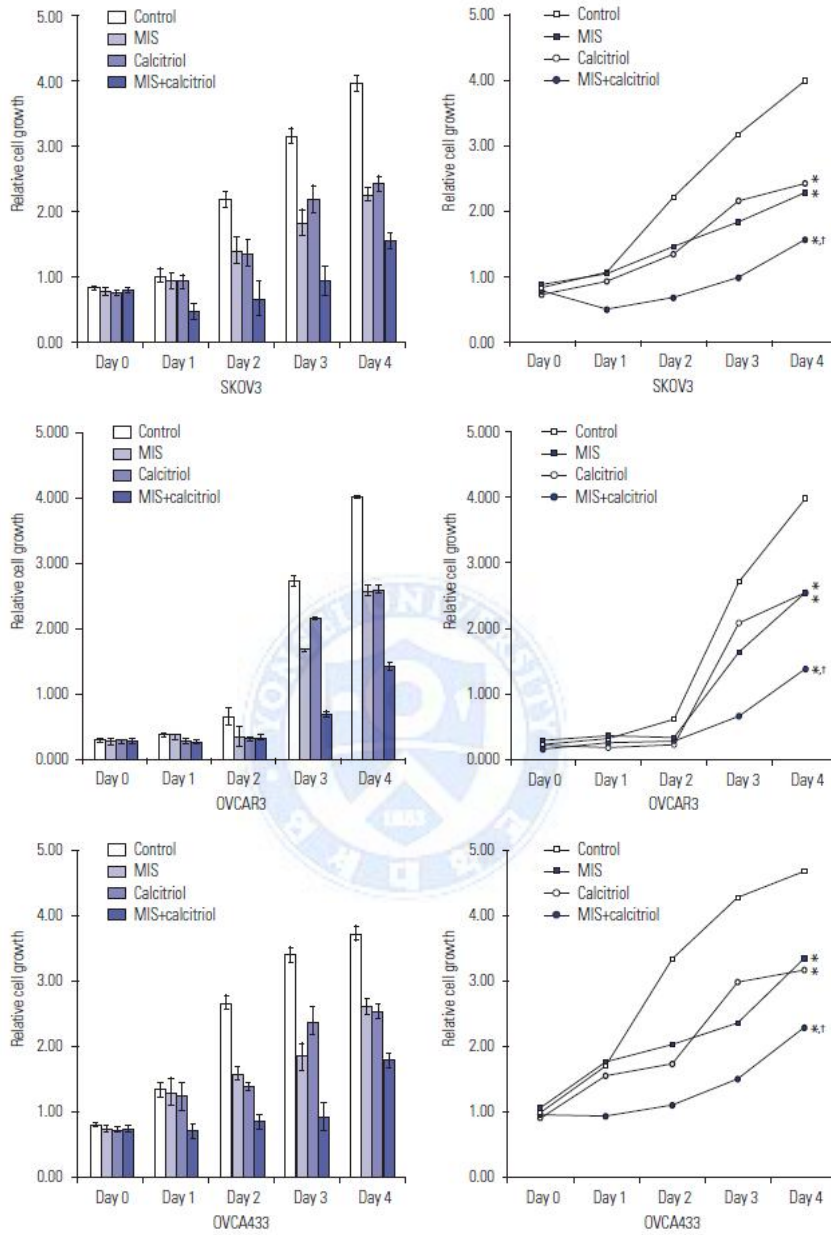 5.00
4.00
3.00
2.00
1.00
0.00
Relative cell growth
Control
MIS
Calcitriol
MIS+calcitriol
Day 0 Day 1 Day 2 Day 3 Day 4
SKOV3
5.00
4.00
3.00
2.00
1.00
0.00
Relative cell growth
Control
MIS
Calcitriol
MIS+calcitriol
*
*
*,†
Day 0 Day 1 Day 2 Day 3 Day 4
SKOV3
5.000
4.000
3.000
2.000
1.000
0.000
Relative cell growth
Control
MIS
Calcitriol
MIS+calcitriol
Day 0 Day 1 Day 2 Day 3 Day 4
OVCAR3
5.000
4.000
3.000
2.000
1.000
0.000
Relative cell growth
Control
MIS
Calcitriol
MIS+calcitriol
*
*
*,†
Day 0 Day 1 Day 2 Day 3 Day 4
OVCAR3
YONSEI UNIVERSITY
1885
5.00
4.00
3.00
2.00
1.00
0.00
Relative cell growth
Control
MIS
Calcitriol
MIS+calcitriol
Day 0 Day 1 Day 2 Day 3 Day 4
OVCA433
5.00
4.00
3.00
2.00
1.00
0.00
Relative cell growth
Control
MIS
Calcitriol
MIS+calcitriol
*
*
*,†
Day 0 Day 1 Day 2 Day 3 Day 4
OVCA433